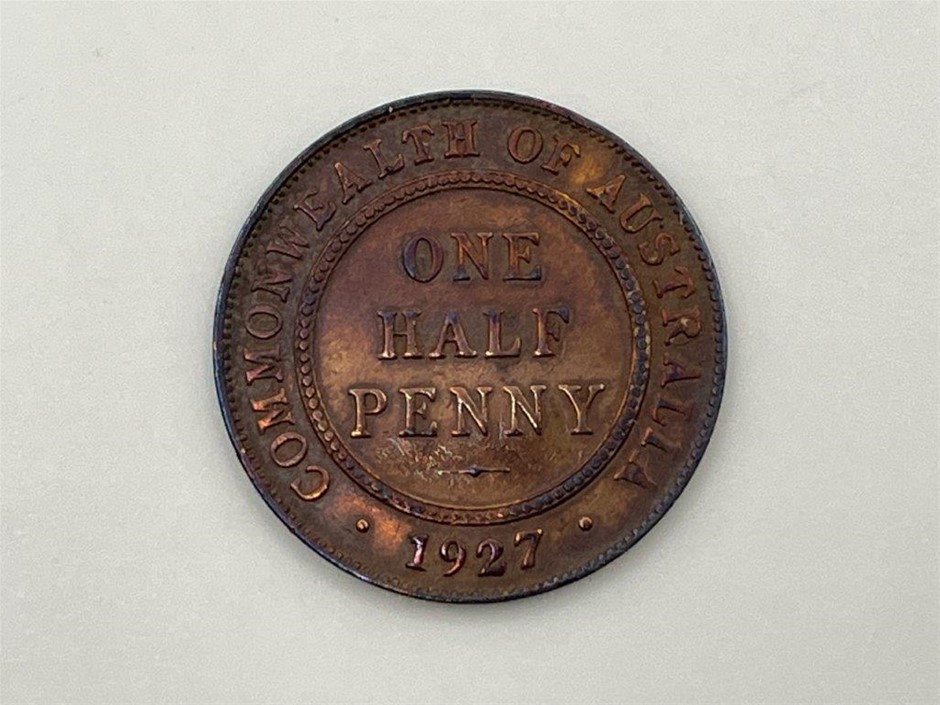 COMMONWEALTH OF AUSTRALIA
ONE
HALF
PENNY
· 1927 ·